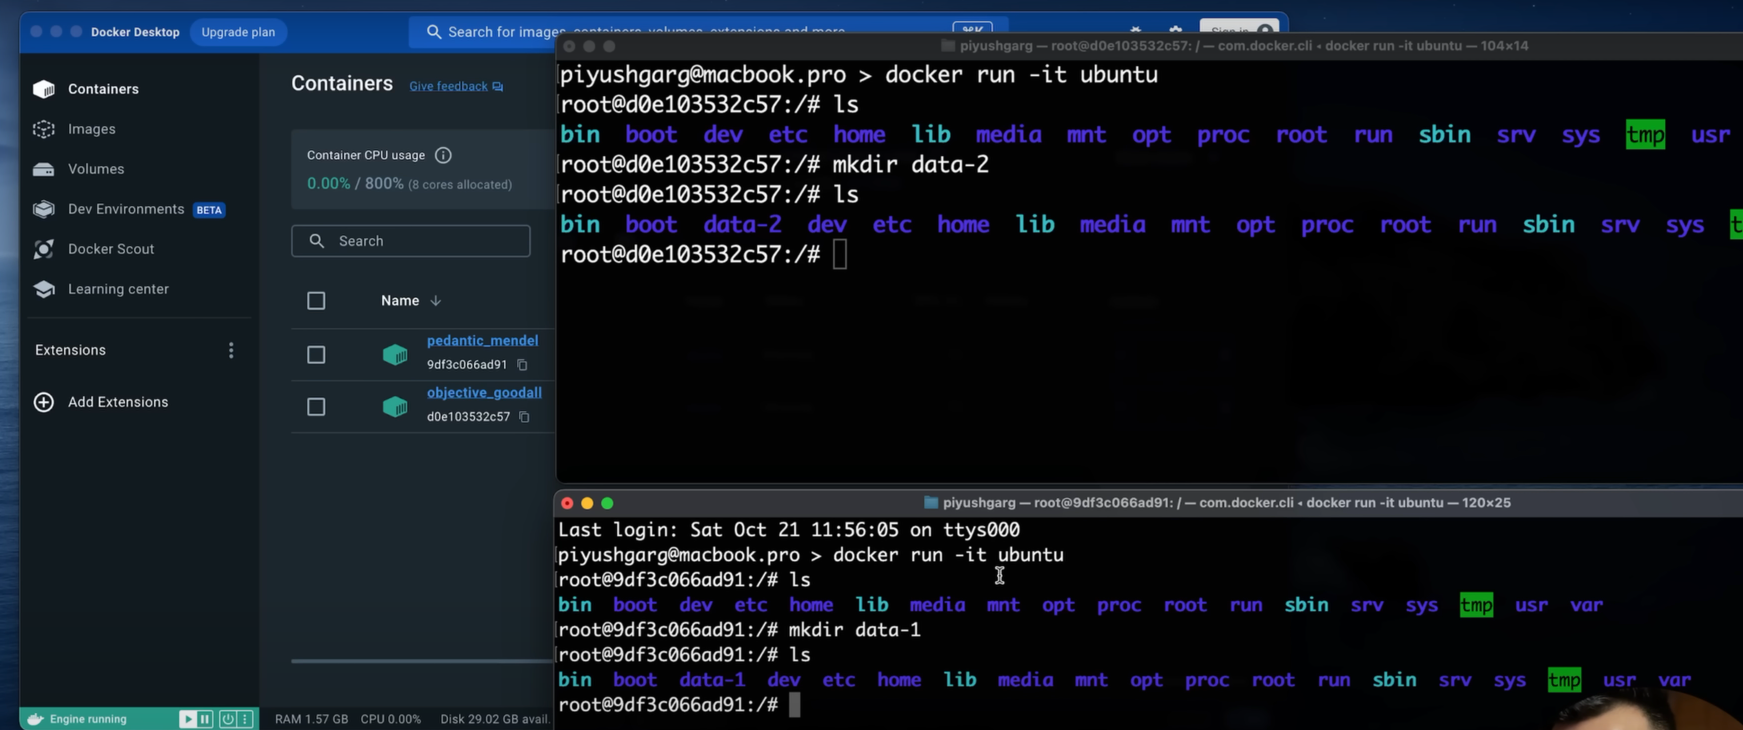 Docker Desktop
Upgrade plan
Search for images, containers, volumes, extensions and more...
⌘K
Sign in
Containers
Images
Volumes
Dev Environments BETA
Docker Scout
Learning center
Extensions
Add Extensions
Containers Give feedback
Container CPU usage
0.00% / 800% (8 cores allocated)
Search
Name
pedantic_mendel
9df3c066ad91
objective_goodall
d0e103532c57
Engine running
RAM 1.57 GB CPU 0.00% Disk 29.02 GB avail.
piyushgarg — root@d0e103532c57: / — com.docker.cli ◂ docker run -it ubuntu — 104×14
piyushgarg@macbook.pro > docker run -it ubuntu
root@d0e103532c57:/# ls
bin boot dev etc home lib media mnt opt proc root run sbin srv sys tmp usr
root@d0e103532c57:/# mkdir data-2
root@d0e103532c57:/# ls
bin boot data-2 dev etc home lib media mnt opt proc root run sbin srv sys t
root@d0e103532c57:/#
piyushgarg — root@9df3c066ad91: / — com.docker.cli ◂ docker run -it ubuntu — 120×25
Last login: Sat Oct 21 11:56:05 on ttys000
piyushgarg@macbook.pro > docker run -it ubuntu
root@9df3c066ad91:/# ls
bin boot dev etc home lib media mnt opt proc root run sbin srv sys tmp usr var
root@9df3c066ad91:/# mkdir data-1
root@9df3c066ad91:/# ls
bin boot data-1 dev etc home lib media mnt opt proc root run sbin srv sys tmp usr var
root@9df3c066ad91:/#